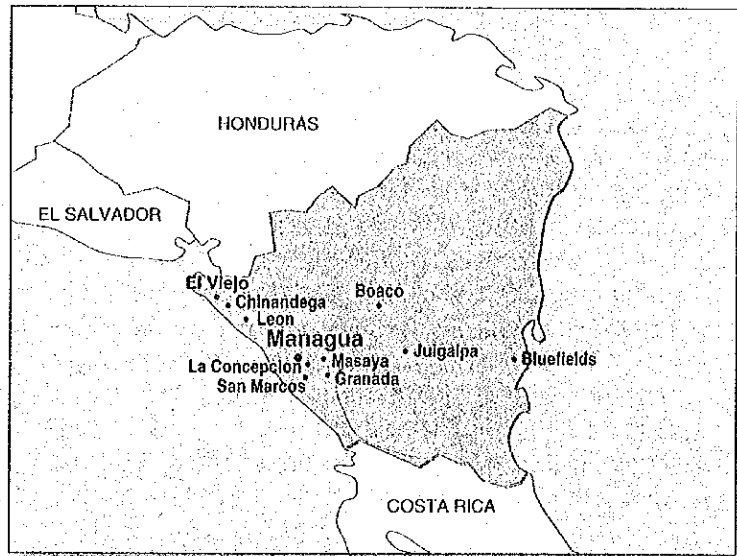 HONDURAS
EL SALVADOR
El Viejo
Chinandega
Leon
Boaco
Managua
Juigalpa
La Concepcion
Masaya
Bluefields
San Marcos
Granada
COSTA RICA